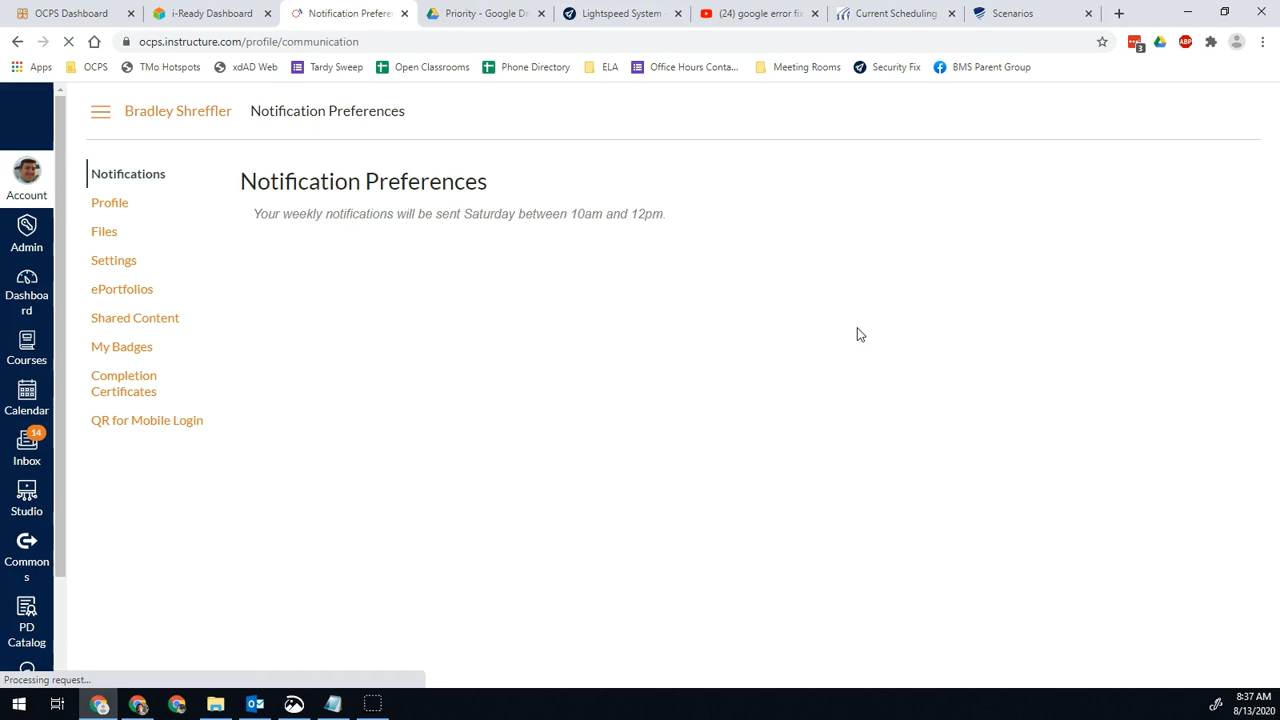 OCPS Dashboard
i-Ready Dashboard
Notification Prefere
Priority - Google Dr
Lightspeed System
(24) google error fix
Current Scheduling
Scenarios
ocps.instructure.com/profile/communication
3
ABP
Apps
OCPS
TMo Hotspots
xdAD Web
Tardy Sweep
Open Classrooms
Phone Directory
ELA
Office Hours Conta...
Meeting Rooms
Security Fix
BMS Parent Group
Bradley Shreffler
Notification Preferences
Account
Admin
Dashboa
rd
Courses
Calendar
14
Inbox
Studio
Common
s
PD
Catalog
Notifications
Profile
Files
Settings
ePortfolios
Shared Content
My Badges
Completion
Certificates
QR for Mobile Login
Notification Preferences
Your weekly notifications will be sent Saturday between 10am and 12pm.
Processing request...
8:37 AM
8/13/2020